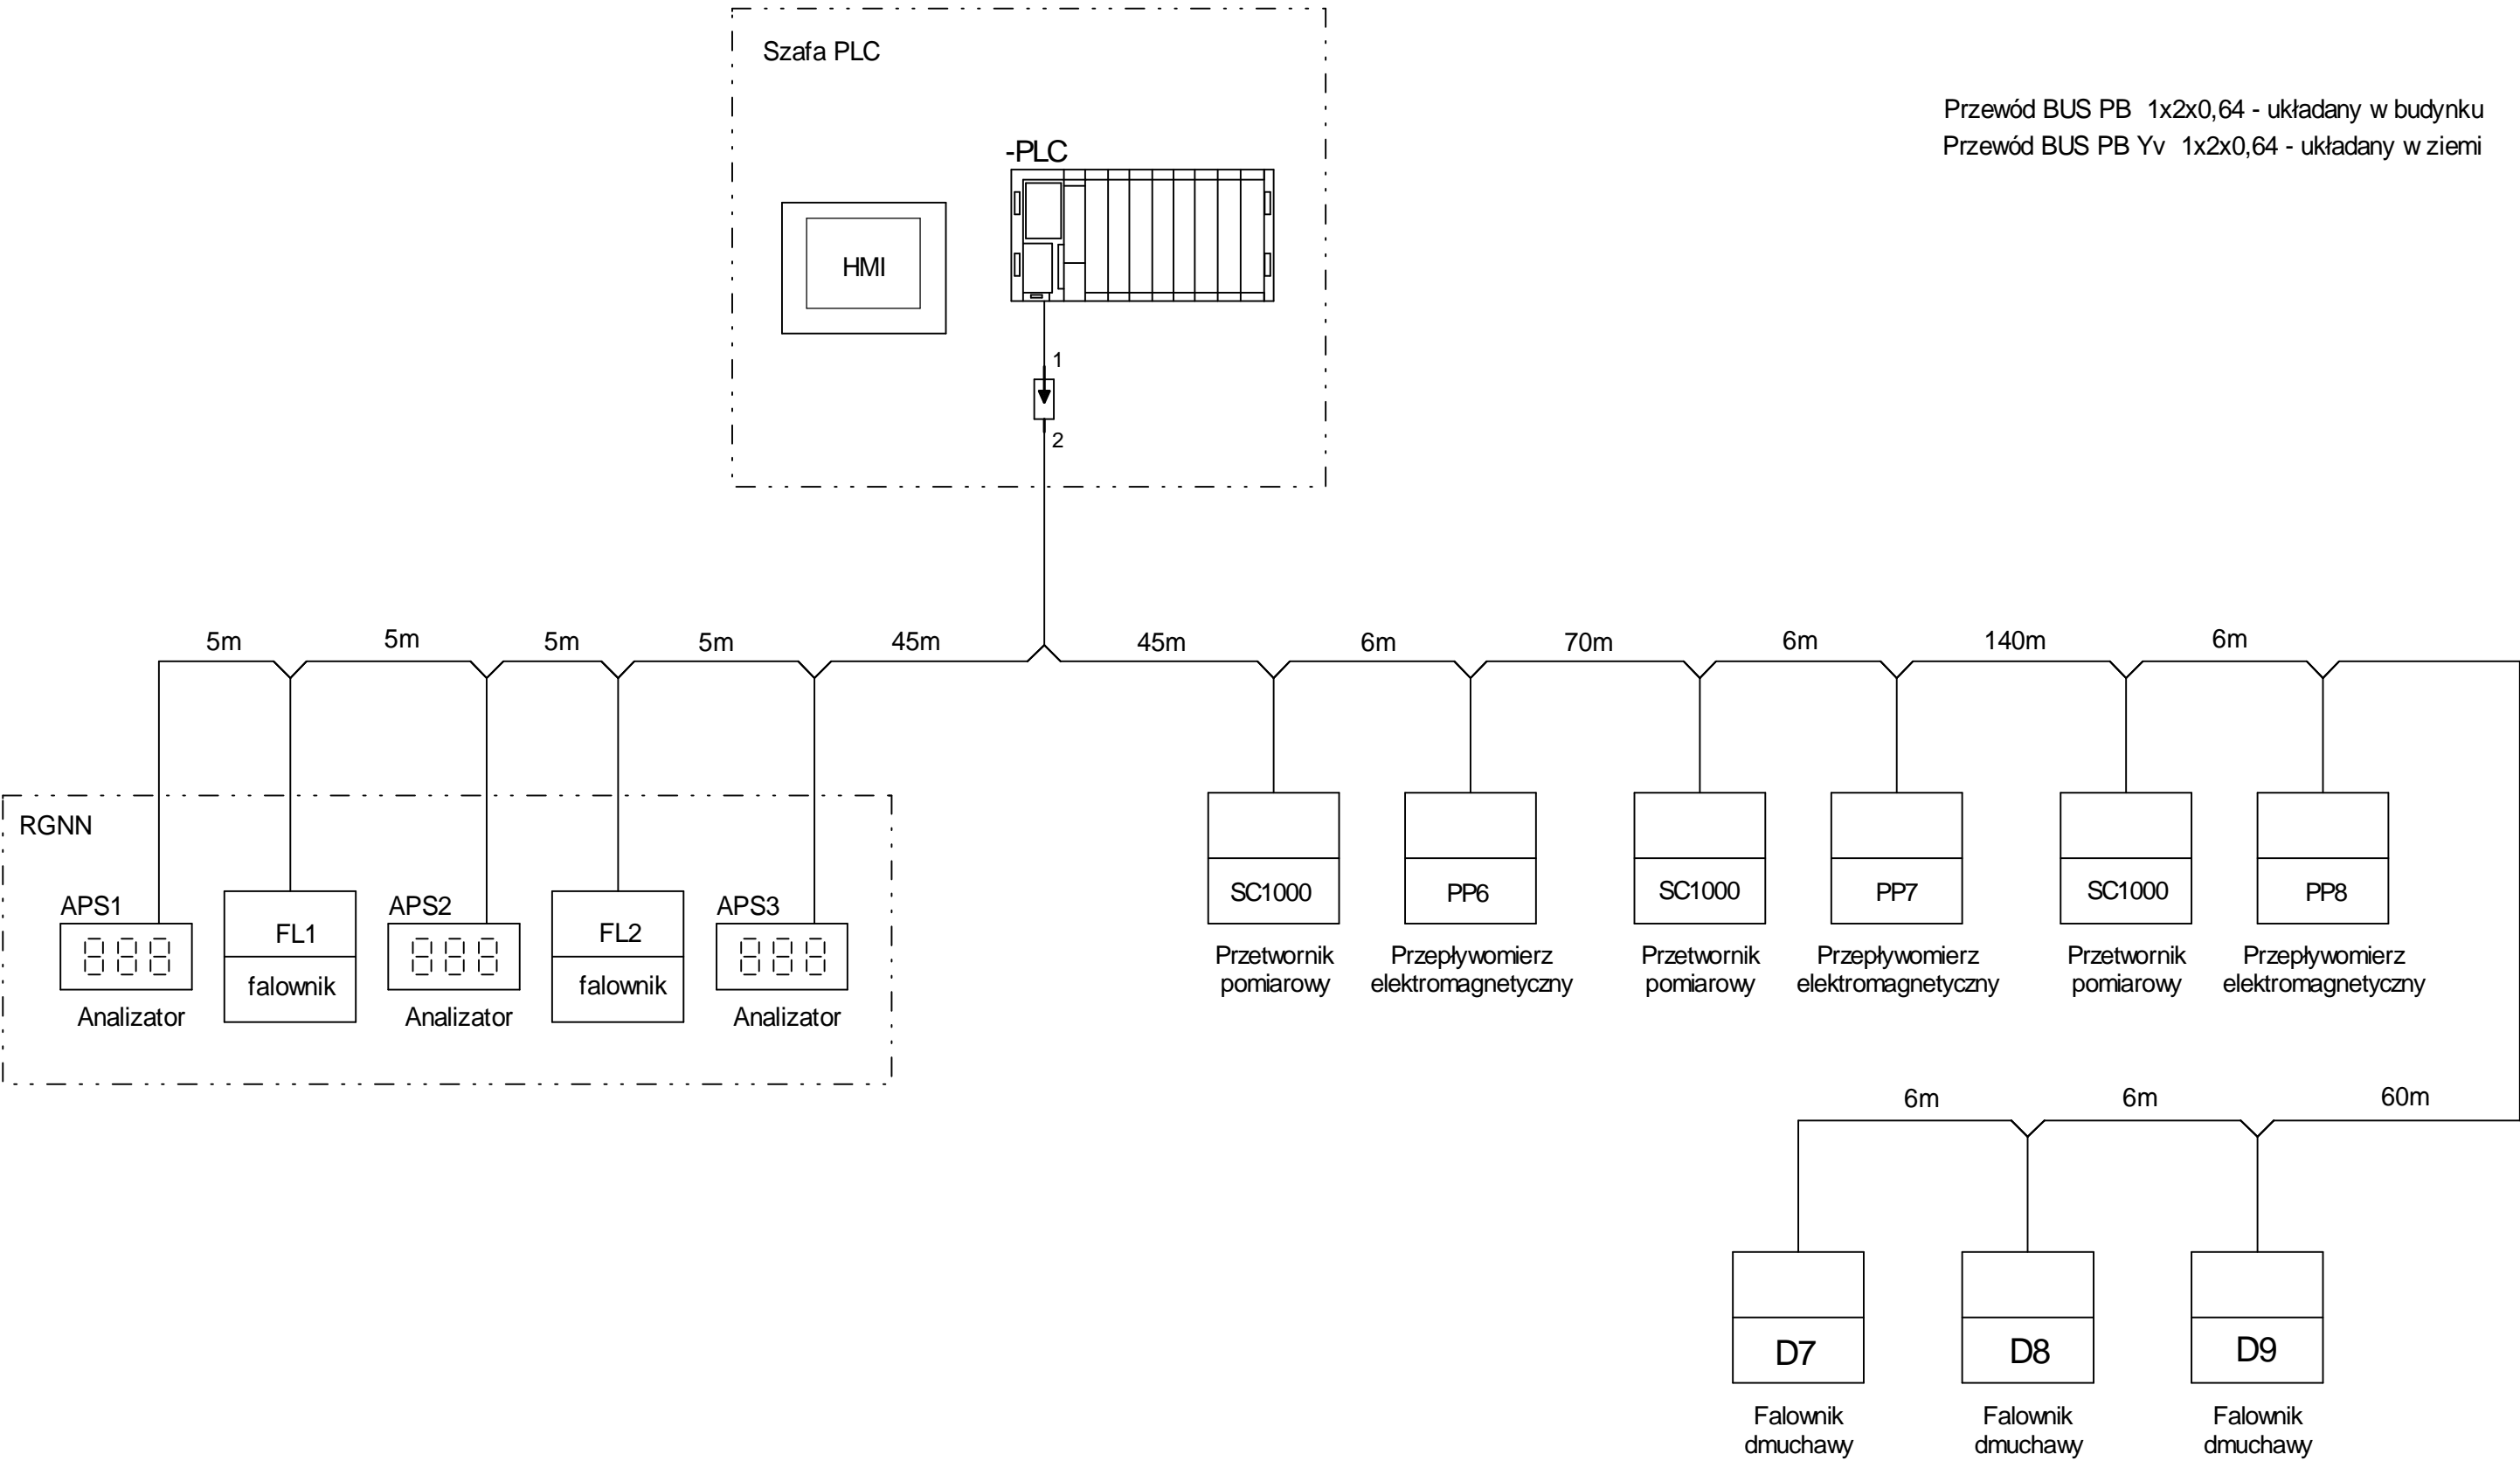 Szafa PLC
Przewód BUS PB 1x2x0,64 - układany w budynku
Przewód BUS PB Yv 1x2x0,64 - układany w ziemi
-PLC
HMI
1
2
5m
5m
5m
5m
45m
45m
6m
70m
6m
140m
6m
RGNN
APS1
FL1
falownik
APS2
FL2
falownik
APS3
888
888
888
Analizator
Analizator
Analizator
SC1000
PP6
SC1000
PP7
SC1000
PP8
Przetwornik
pomiarowy
Przepływomierz
elektromagnetyczny
Przetwornik
pomiarowy
Przepływomierz
elektromagnetyczny
Przetwornik
pomiarowy
Przepływomierz
elektromagnetyczny
6m
6m
60m
D7
D8
D9
Falownik
dmuchawy
Falownik
dmuchawy
Falownik
dmuchawy